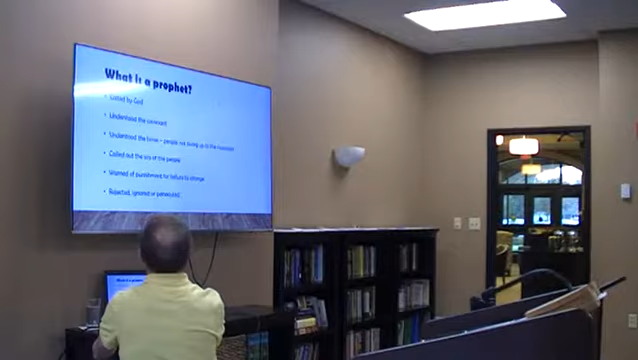 What is a prophet?
Called by God
Understood the covenant
Understood the times – people not living up to the covenant
Called out the sins of the people
Warned of punishment for failure to change
Rejected, ignored or persecuted